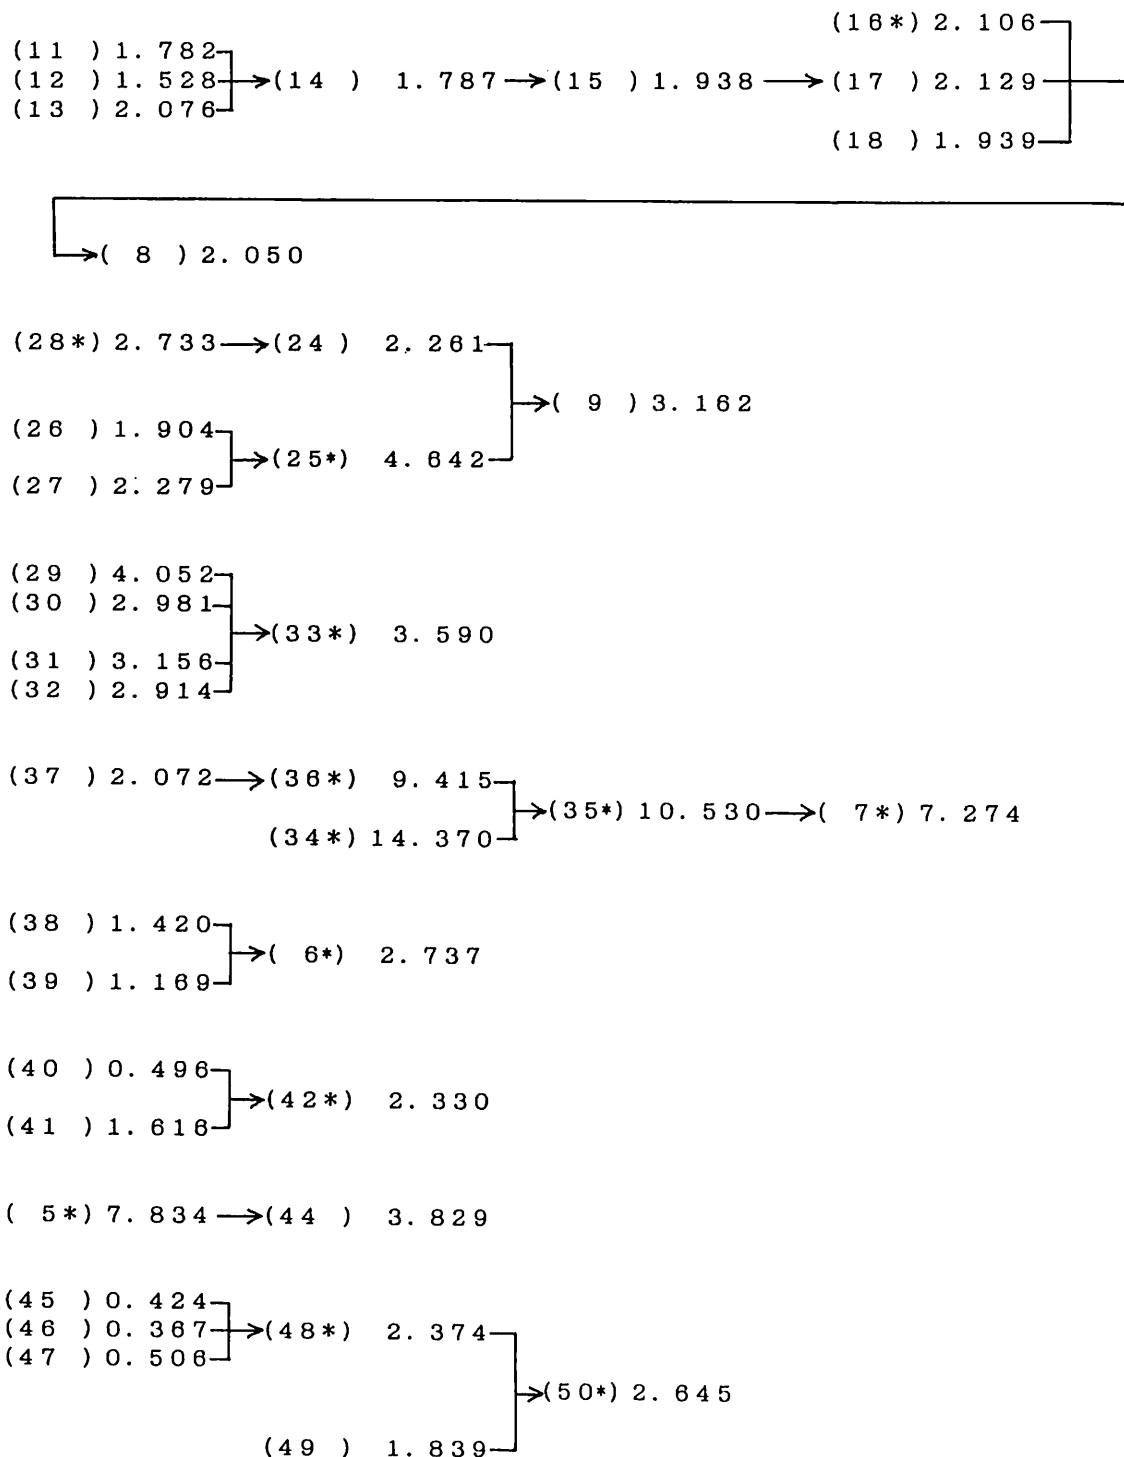 (16*) 2.106
(11 ) 1.782
(12 ) 1.528 (14 ) 1.787 (15 ) 1.938 (17 ) 2.129
(13 ) 2.076
(18 ) 1.939
( 8 ) 2.050
(28*) 2.733 (24 ) 2.261
( 9 ) 3.162
(26 ) 1.904
(25*) 4.642
(27 ) 2.279
(29 ) 4.052
(30 ) 2.981
(33*) 3.590
(31 ) 3.156
(32 ) 2.914
(37 ) 2.072 (36*) 9.415
(35*) 10.530 ( 7*) 7.274
(34*) 14.370
(38 ) 1.420
( 6*) 2.737
(39 ) 1.169
(40 ) 0.496
(42*) 2.330
(41 ) 1.616
( 5*) 7.834 (44 ) 3.829
(45 ) 0.424
(46 ) 0.367 (48*) 2.374
(47 ) 0.506
(50*) 2.645
(49 ) 1.839